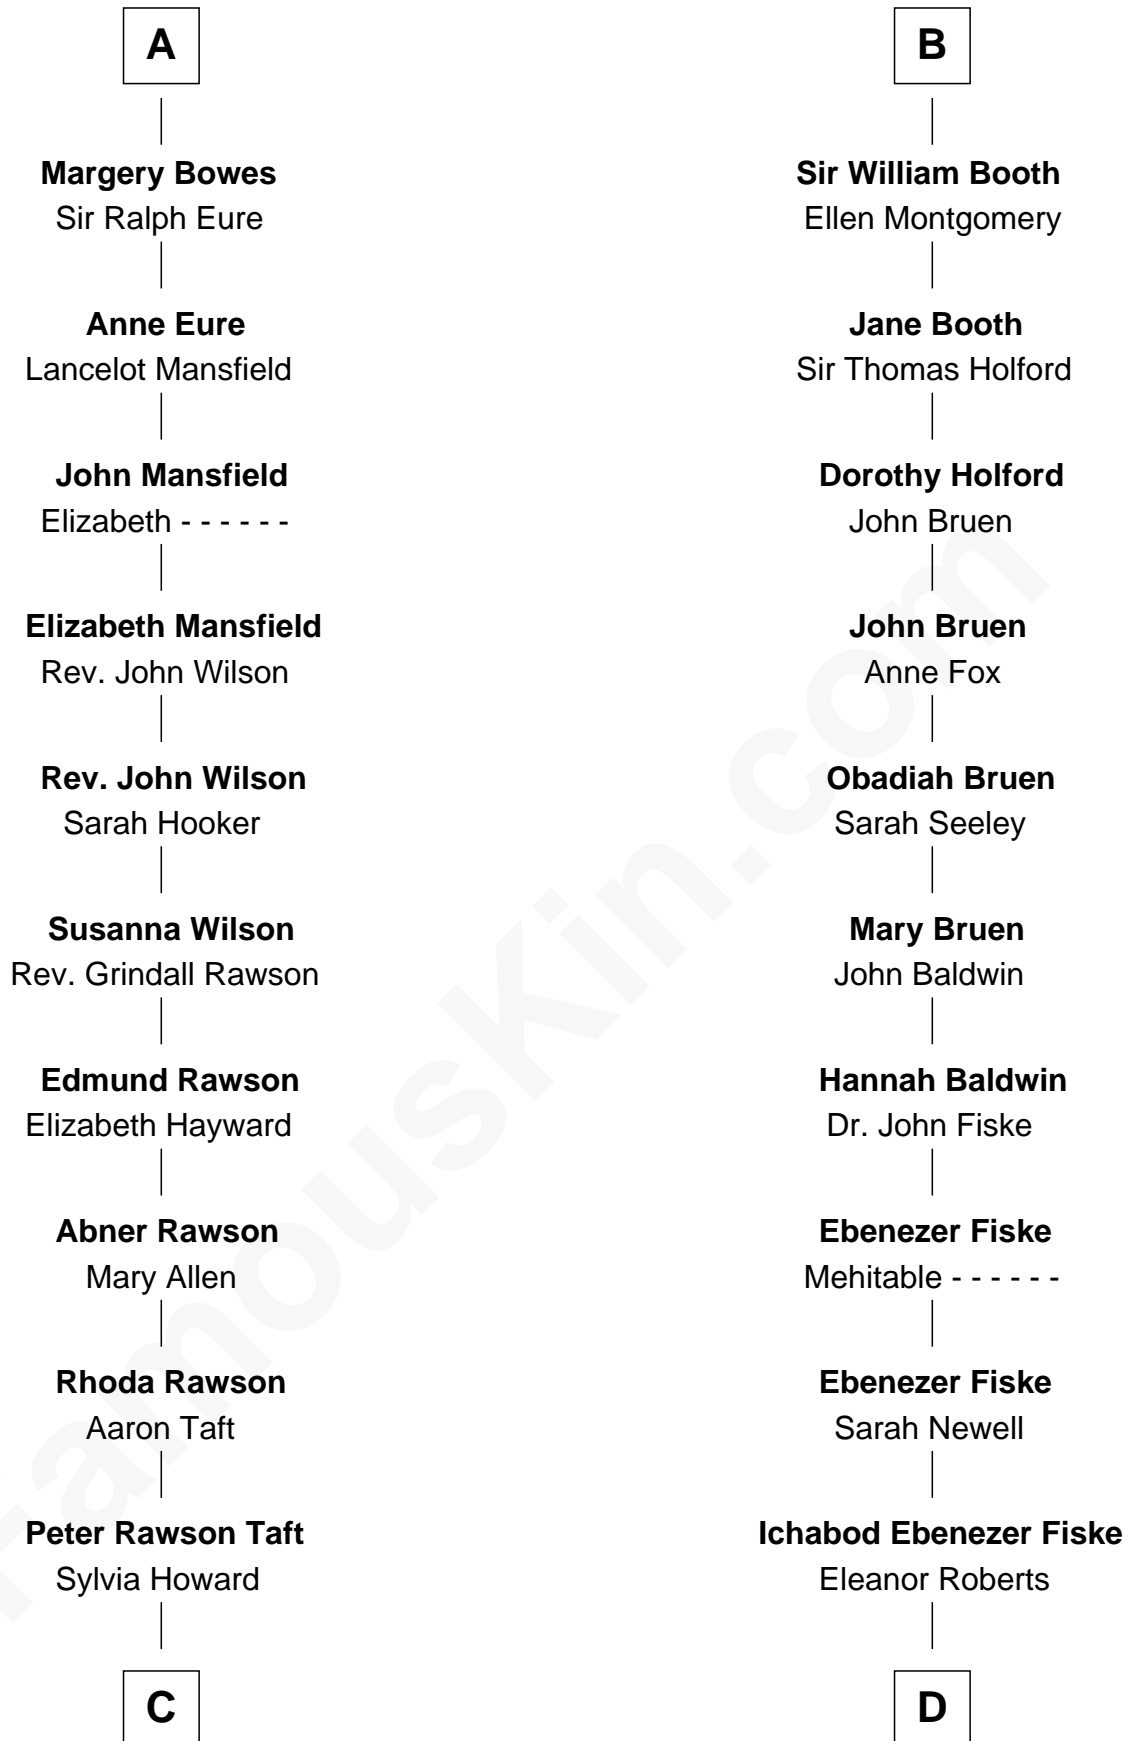 A
Margery Bowes
Sir Ralph Eure
Anne Eure
Lancelot Mansfield
John Mansfield
Elizabeth - - - - - -
Elizabeth Mansfield
Rev. John Wilson
Rev. John Wilson
Sarah Hooker
Susanna Wilson
Rev. Grindall Rawson
Edmund Rawson
Elizabeth Hayward
Abner Rawson
Mary Allen
Rhoda Rawson
Aaron Taft
Peter Rawson Taft
Sylvia Howard
C
B
Sir William Booth
Ellen Montgomery
Jane Booth
Sir Thomas Holford
Dorothy Holford
John Bruen
John Bruen
Anne Fox
Obadiah Bruen
Sarah Seeley
Mary Bruen
John Baldwin
Hannah Baldwin
Dr. John Fiske
Ebenezer Fiske
Mehitable - - - - - -
Ebenezer Fiske
Sarah Newell
Ichabod Ebenezer Fiske
Eleanor Roberts
D
FamousKin.com